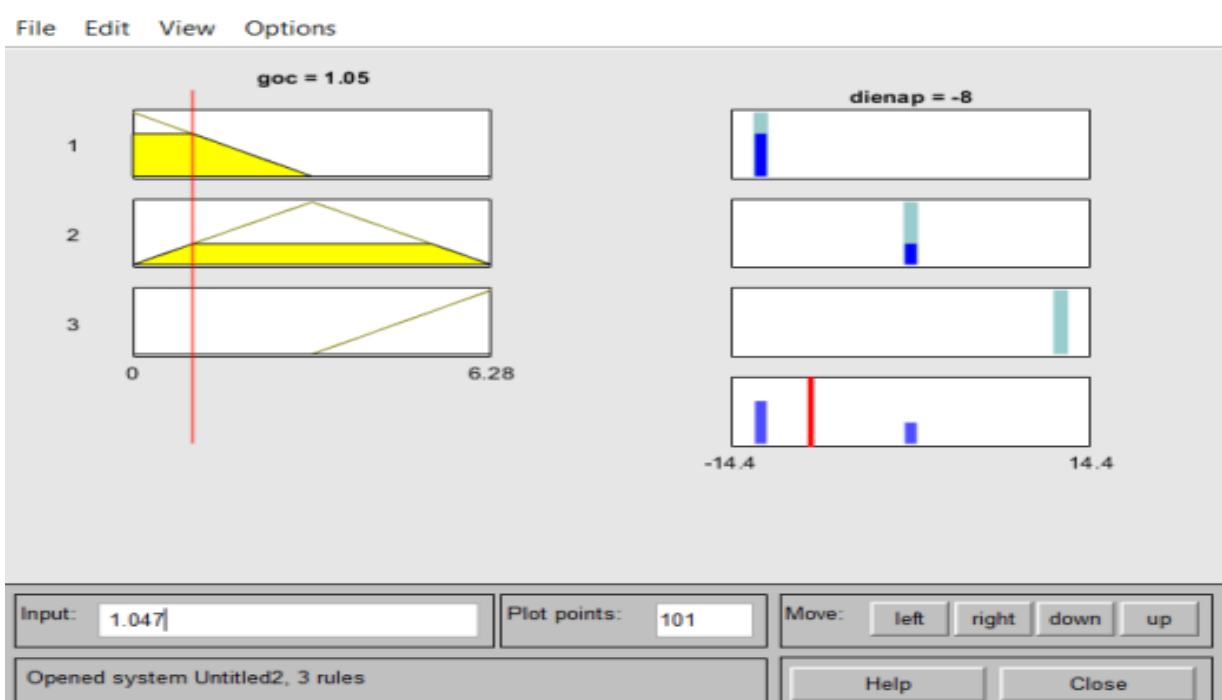 File Edit View Options
goc = 1.05
dienap = -8
1
2
3
0 6.28
-14.4 14.4
Input: 1.047 Plot points: 101 Move: left right down up
Opened system Untitled2, 3 rules Help Close